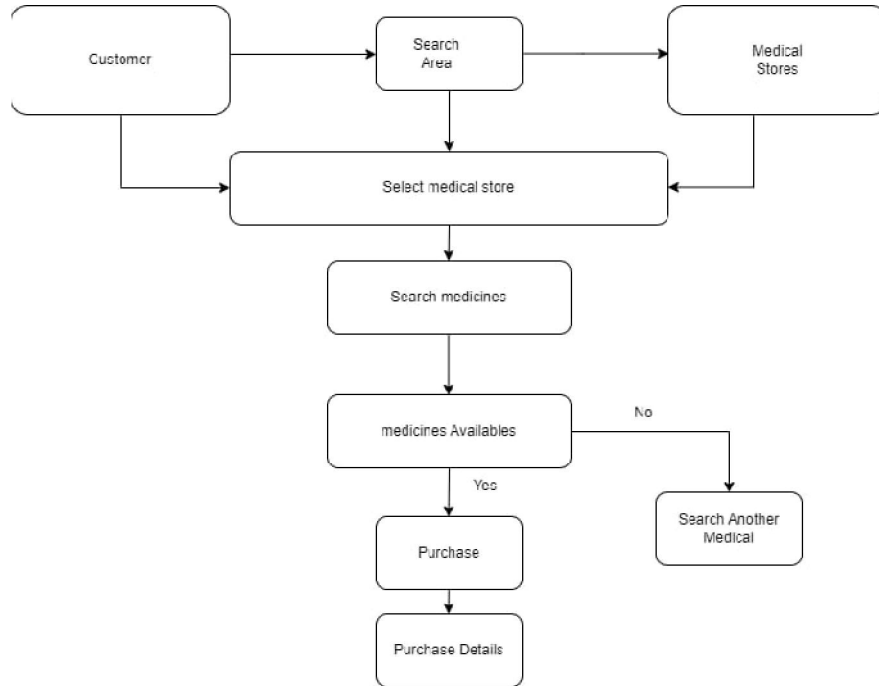 Customer
Search
Area
Medical
Stores
Select medical store
Search medicines
medicines Availables
No
Yes
Search Another
Medical
Purchase
Purchase Details